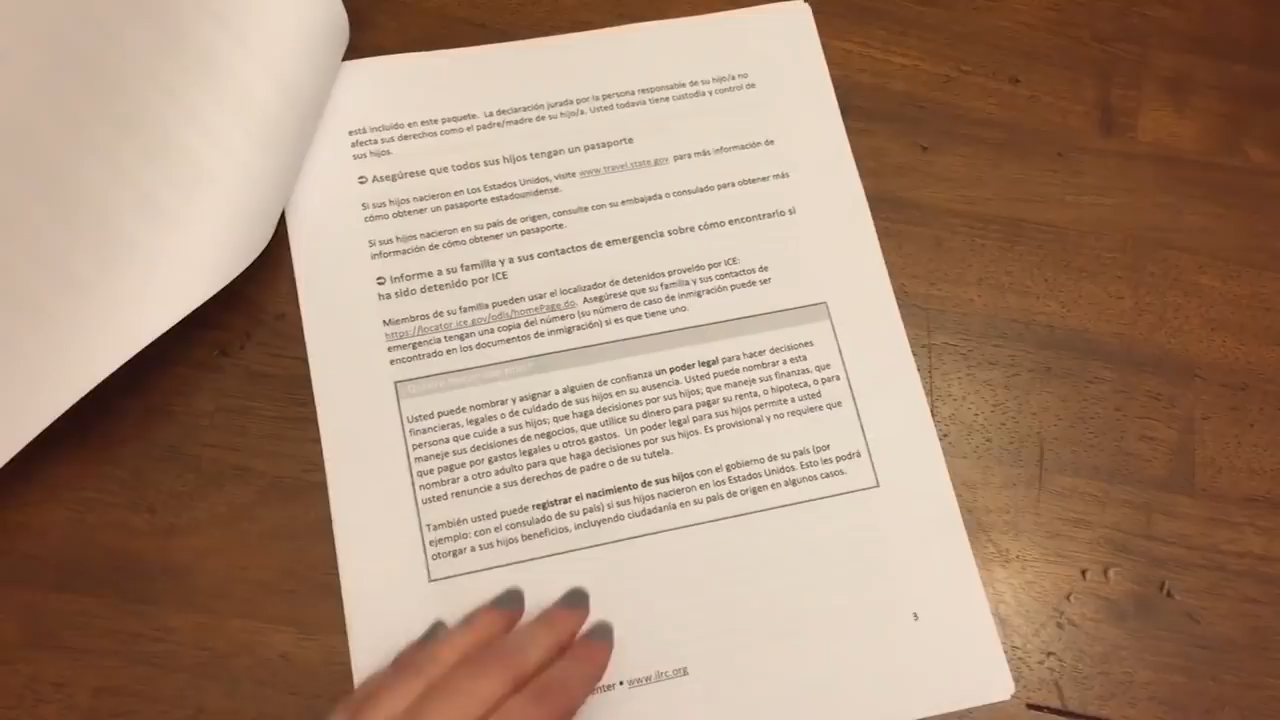 está incluido en este paquete. La declaración jurada por la persona responsable de su hijo/a no
afecta sus derechos como el padre/madre de su hijo/a. Usted todavía tiene custodia y control de
sus hijos.
➲ Asegúrese que todos sus hijos tengan un pasaporte
Si sus hijos nacieron en Los Estados Unidos, visite www.travel.state.gov para más información de
cómo obtener un pasaporte estadounidense.
Si sus hijos nacieron en su país de origen, consulte con su embajada o consulado para obtener más
información de cómo obtener un pasaporte.
➲ Informe a su familia y a sus contactos de emergencia sobre cómo encontrarlo si
ha sido detenido por ICE
Miembros de su familia pueden usar el localizador de detenidos proveído por ICE:
https://locator.ice.gov/odls/homePage.do. Asegúrese que su familia y sus contactos de
emergencia tengan una copia del número (su número de caso de inmigración puede ser
encontrado en los documentos de inmigración) si es que tiene uno.
Usted puede nombrar y asignar a alguien de confianza un poder legal para hacer decisiones
financieras, legales o de cuidado de sus hijos en su ausencia. Usted puede nombrar a esta
persona que cuide a sus hijos; que haga decisiones por sus hijos; que maneje sus finanzas, que
maneje sus decisiones de negocios, que utilice su dinero para pagar su renta, o hipoteca, o para
que pague por gastos legales u otros gastos. Un poder legal para sus hijos permite a usted
nombrar a otro adulto para que haga decisiones por sus hijos. Es provisional y no requiere que
usted renuncie a sus derechos de padre o de su tutela.
También usted puede registrar el nacimiento de sus hijos con el gobierno de su país (por
ejemplo: con el consulado de su país) si sus hijos nacieron en los Estados Unidos. Esto les podrá
otorgar a sus hijos beneficios, incluyendo ciudadanía en su país de origen en algunos casos.
3
enter ▪ www.ilrc.org